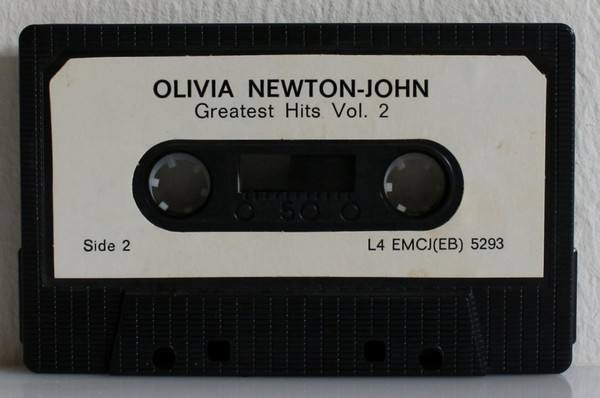 OLIVIA NEWTON-JOHN
Greatest Hits Vol. 2
Side 2
L4 EMCJ(EB) 5293